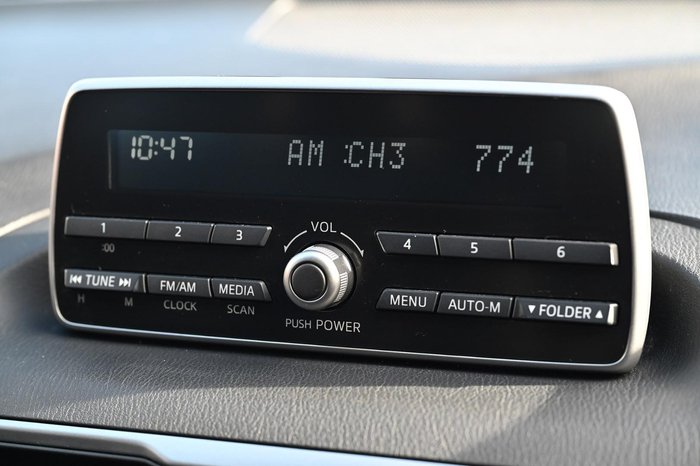 10:47 AM :CH3 774
1 2 3 VOL 4 5 6
:00
⏮ TUNE ⏭ FM/AM MEDIA MENU AUTO-M ▼ FOLDER ▲
H M CLOCK SCAN
PUSH POWER